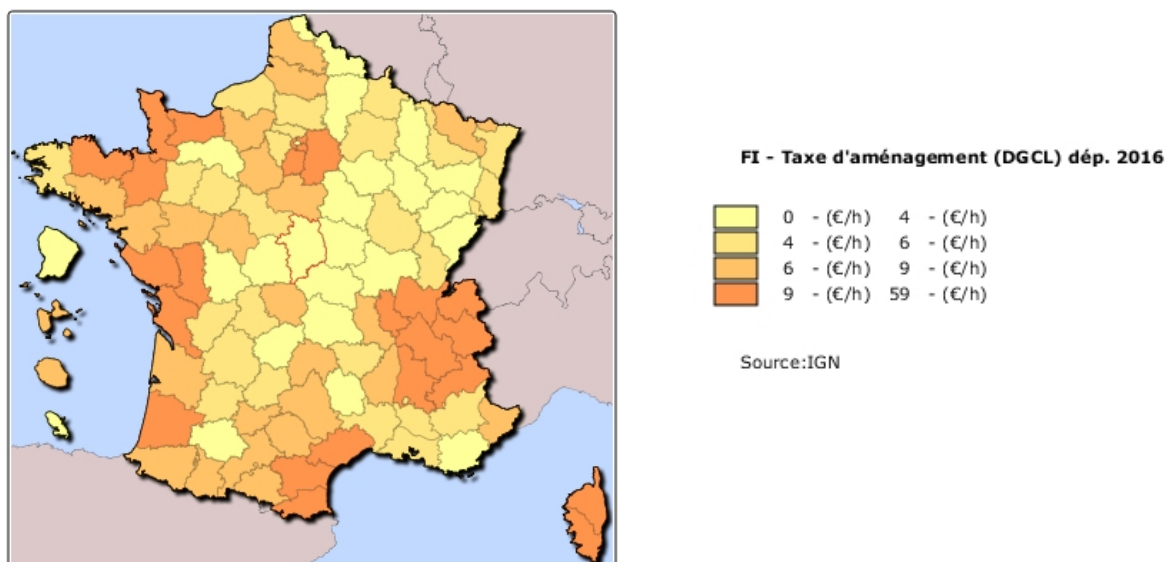 FI - Taxe d'aménagement (DGCL) dép. 2016
0 - (€/h) 4 - (€/h)
4 - (€/h) 6 - (€/h)
6 - (€/h) 9 - (€/h)
9 - (€/h) 59 - (€/h)
Source:IGN